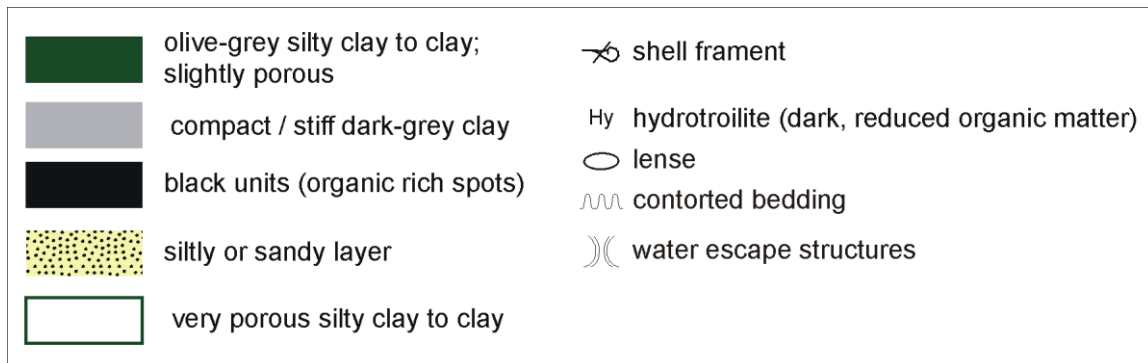 olive-grey silty clay to clay;
slightly porous
compact / stiff dark-grey clay
black units (organic rich spots)
siltly or sandy layer
very porous silty clay to clay
shell frament
Hy hydrotroilite (dark, reduced organic matter)
lense
contorted bedding
water escape structures